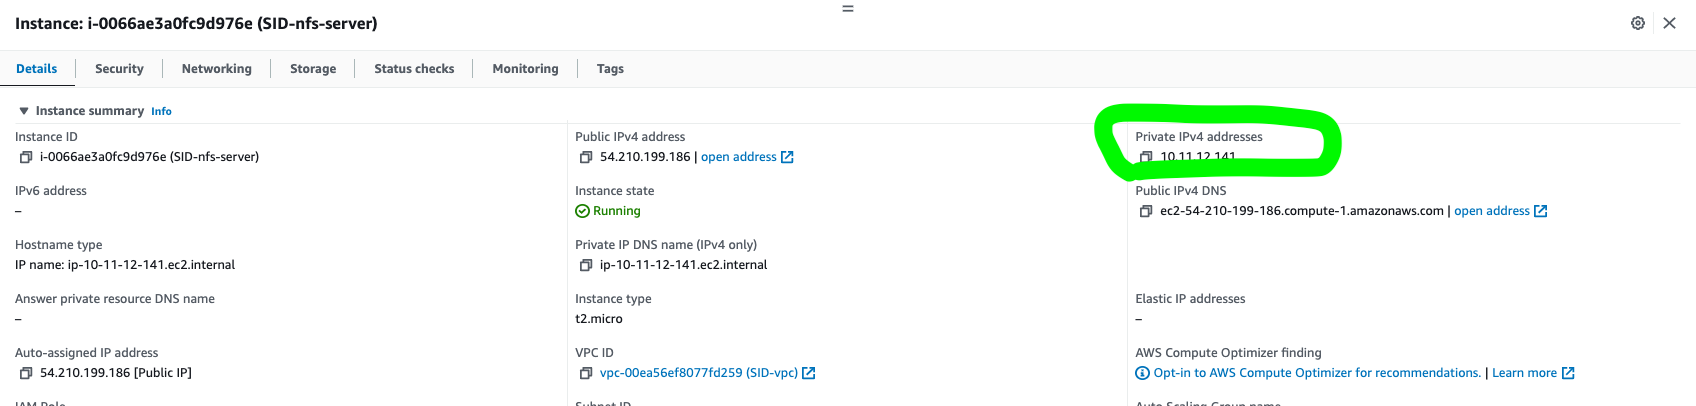 Instance: i-0066ae3a0fc9d976e (SID-nfs-server)
Details Security Networking Storage Status checks Monitoring Tags
Instance summary Info
Instance ID
i-0066ae3a0fc9d976e (SID-nfs-server)
Public IPv4 address
54.210.199.186 | open address
Private IPv4 addresses
10.11.12.141
IPv6 address
–
Instance state
Running
Public IPv4 DNS
ec2-54-210-199-186.compute-1.amazonaws.com | open address
Hostname type
IP name: ip-10-11-12-141.ec2.internal
Private IP DNS name (IPv4 only)
ip-10-11-12-141.ec2.internal
Answer private resource DNS name
–
Instance type
t2.micro
Elastic IP addresses
–
Auto-assigned IP address
54.210.199.186 [Public IP]
VPC ID
vpc-00ea56ef8077fd259 (SID-vpc)
AWS Compute Optimizer finding
Opt-in to AWS Compute Optimizer for recommendations. | Learn more
IAM Role
Subnet ID
Auto Scaling Group name